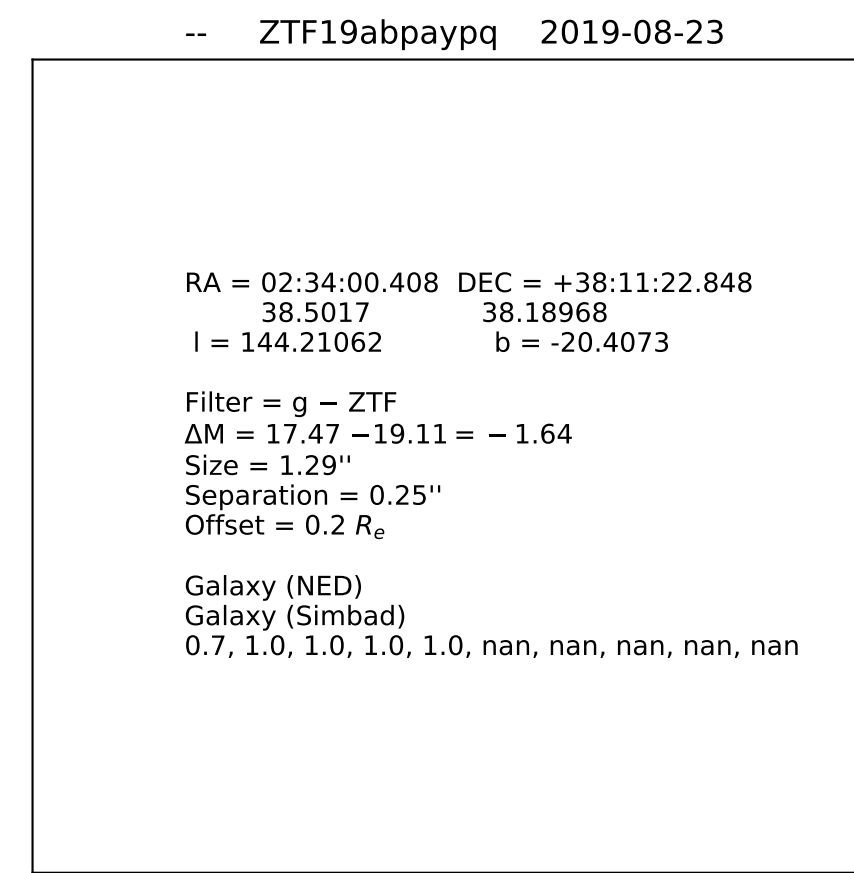 -- ZTF19abpaypq 2019-08-23
RA = 02:34:00.408 DEC = +38:11:22.848
38.5017 38.18968
l = 144.21062 b = -20.4073
Filter = g − ZTF
ΔM = 17.47 −19.11 = − 1.64
Size = 1.29''
Separation = 0.25''
Offset = 0.2 Rₑ
Galaxy (NED)
Galaxy (Simbad)
0.7, 1.0, 1.0, 1.0, 1.0, nan, nan, nan, nan, nan